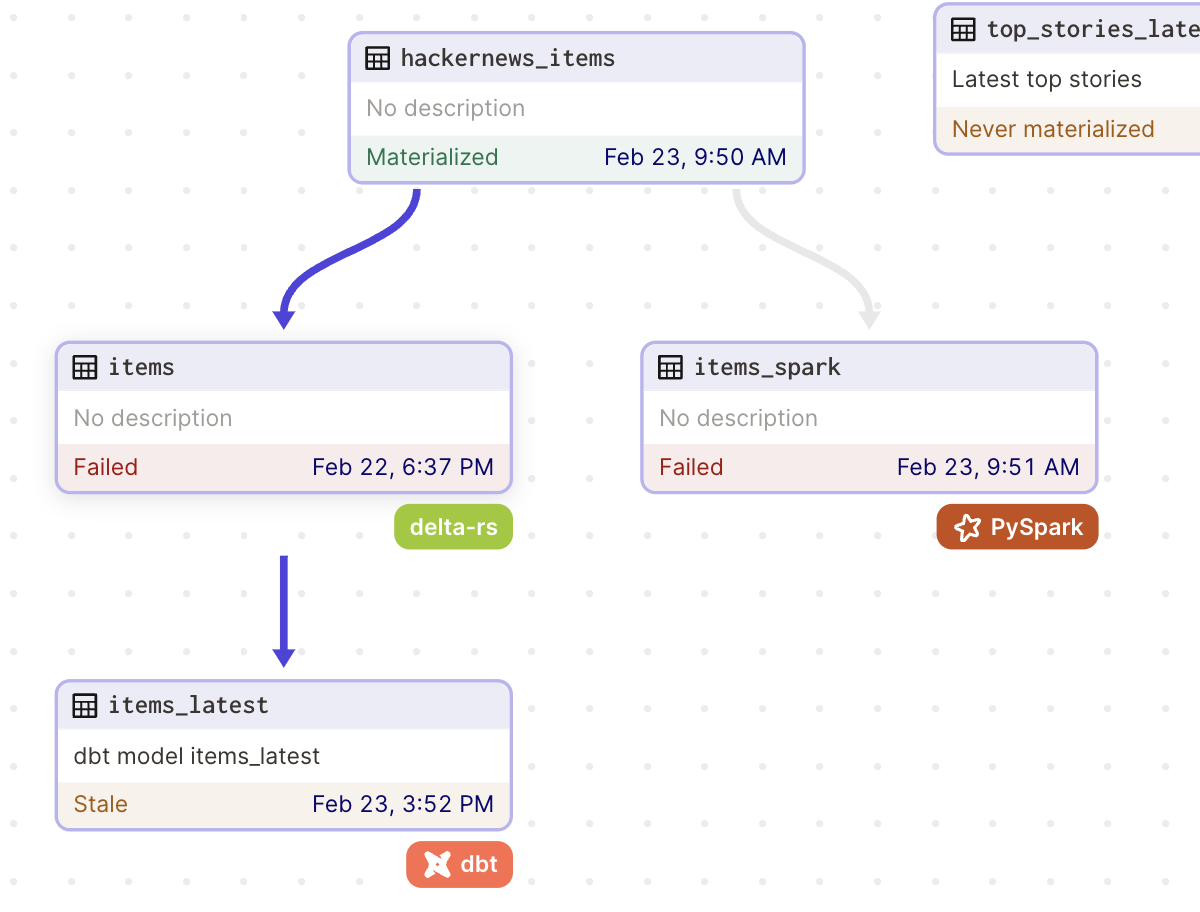 hackernews_items
No description
Materialized Feb 23, 9:50 AM
Latest top stories
Never materialized
items
No description
Failed Feb 22, 6:37 PM
delta-rs
items_spark
No description
Failed Feb 23, 9:51 AM
PySpark
items_latest
dbt model items_latest
Stale Feb 23, 3:52 PM
dbt